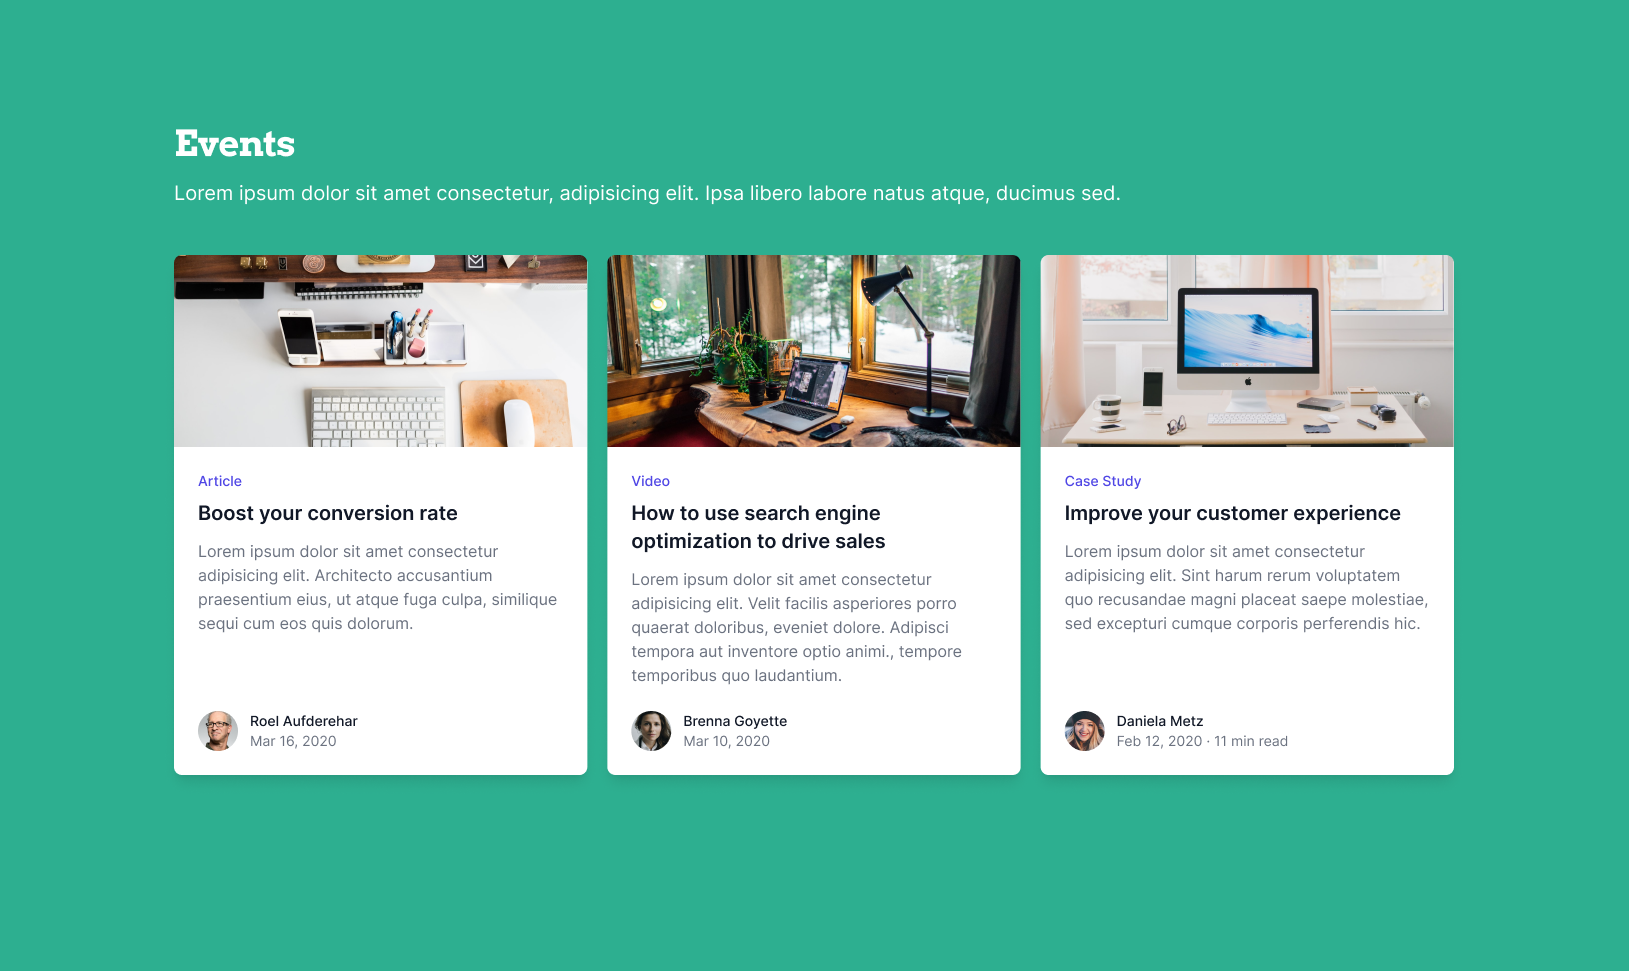 Events
Lorem ipsum dolor sit amet consectetur, adipisicing elit. Ipsa libero labore natus atque, ducimus sed.
Article
Boost your conversion rate
Lorem ipsum dolor sit amet consectetur
adipisicing elit. Architecto accusantium
praesentium eius, ut atque fuga culpa, similique
sequi cum eos quis dolorum.
Roel Aufderehar
Mar 16, 2020
Video
How to use search engine
optimization to drive sales
Lorem ipsum dolor sit amet consectetur
adipisicing elit. Velit facilis asperiores porro
quaerat doloribus, eveniet dolore. Adipisci
tempora aut inventore optio animi., tempore
temporibus quo laudantium.
Brenna Goyette
Mar 10, 2020
Case Study
Improve your customer experience
Lorem ipsum dolor sit amet consectetur
adipisicing elit. Sint harum rerum voluptatem
quo recusandae magni placeat saepe molestiae,
sed excepturi cumque corporis perferendis hic.
Daniela Metz
Feb 12, 2020 · 11 min read